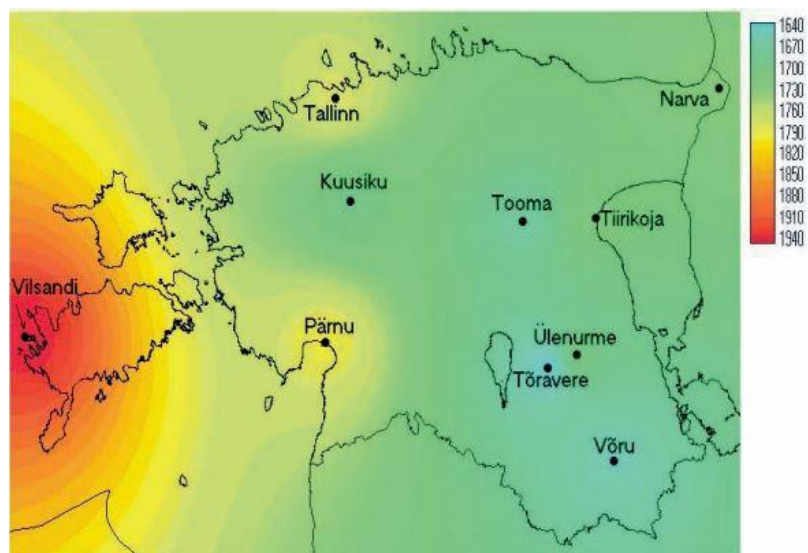 Tallinn
Narva
Kuusiku
Tooma
Tiirikoja
Vilsandi
Pärnu
Ülenurme
Tõravere
Võru
1640
1670
1700
1730
1760
1790
1820
1850
1880
1910
1940